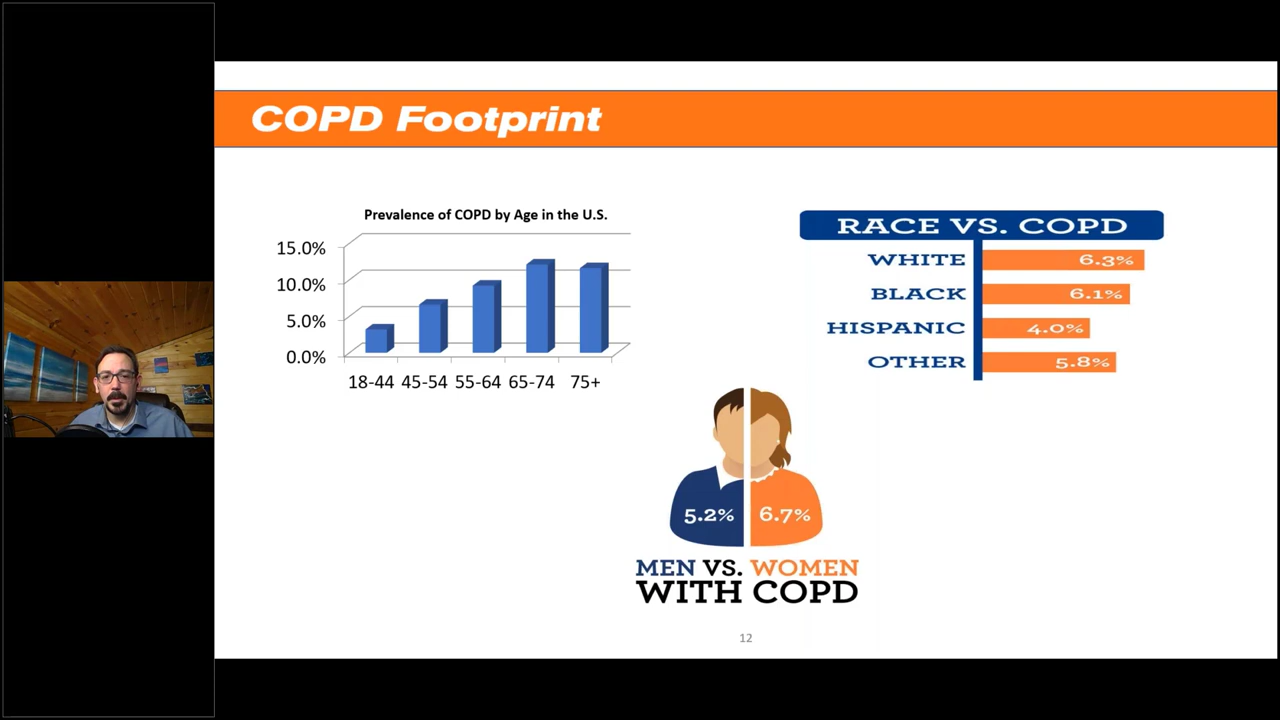 COPD Footprint
Prevalence of COPD by Age in the U.S.
15.0%
10.0%
5.0%
0.0%
18-44 45-54 55-64 65-74 75+
RACE VS. COPD
WHITE 6.3%
BLACK 6.1%
HISPANIC 4.0%
OTHER 5.8%
5.2% 6.7%
MEN VS. WOMEN
WITH COPD
12